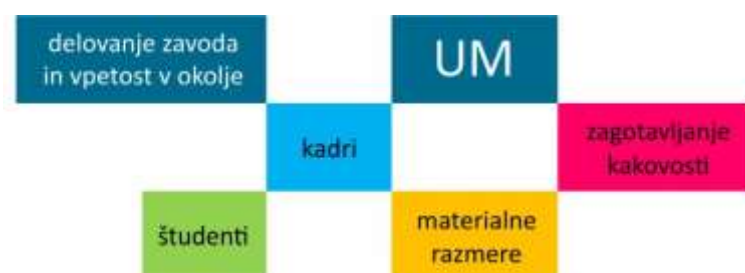 delovanje zavoda
in vpetost v okolje
UM
kadri
zagotavljanje
kakovosti
študenti
materialne
razmere